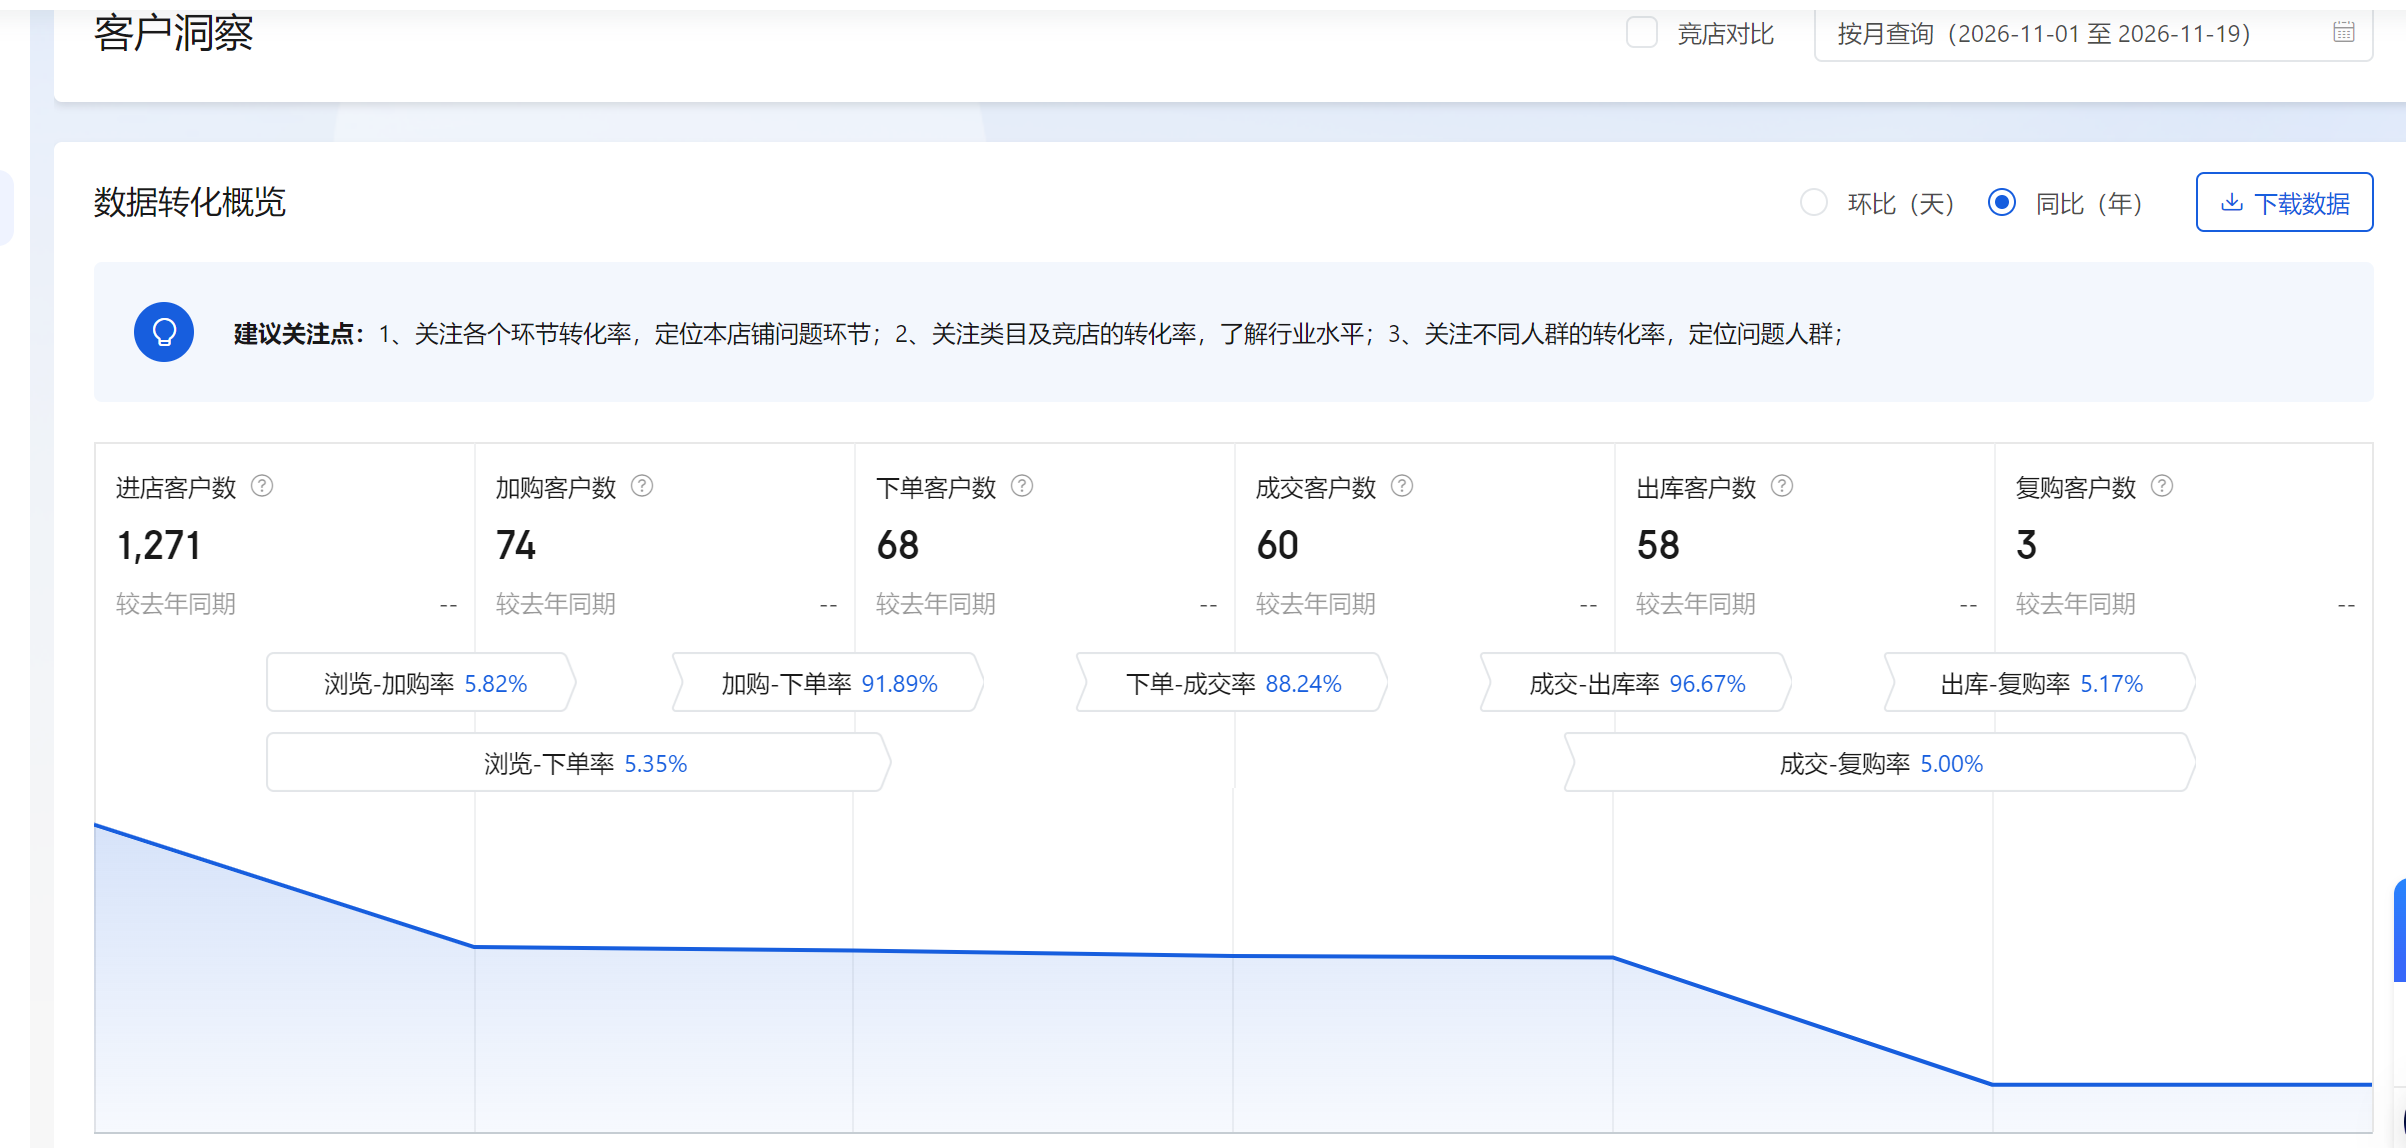 客户洞察
竞店对比
按月查询（2026-11-01 至 2026-11-19）
数据转化概览
环比（天）
同比（年）
下载数据
建议关注点：1、关注各个环节转化率，定位本店铺问题环节；2、关注类目及竞店的转化率，了解行业水平；3、关注不同人群的转化率，定位问题人群；
进店客户数
1,271
较去年同期 --
加购客户数
74
较去年同期 --
下单客户数
68
较去年同期 --
成交客户数
60
较去年同期 --
出库客户数
58
较去年同期 --
复购客户数
3
较去年同期 --
浏览-加购率 5.82%
加购-下单率 91.89%
下单-成交率 88.24%
成交-出库率 96.67%
出库-复购率 5.17%
浏览-下单率 5.35%
成交-复购率 5.00%